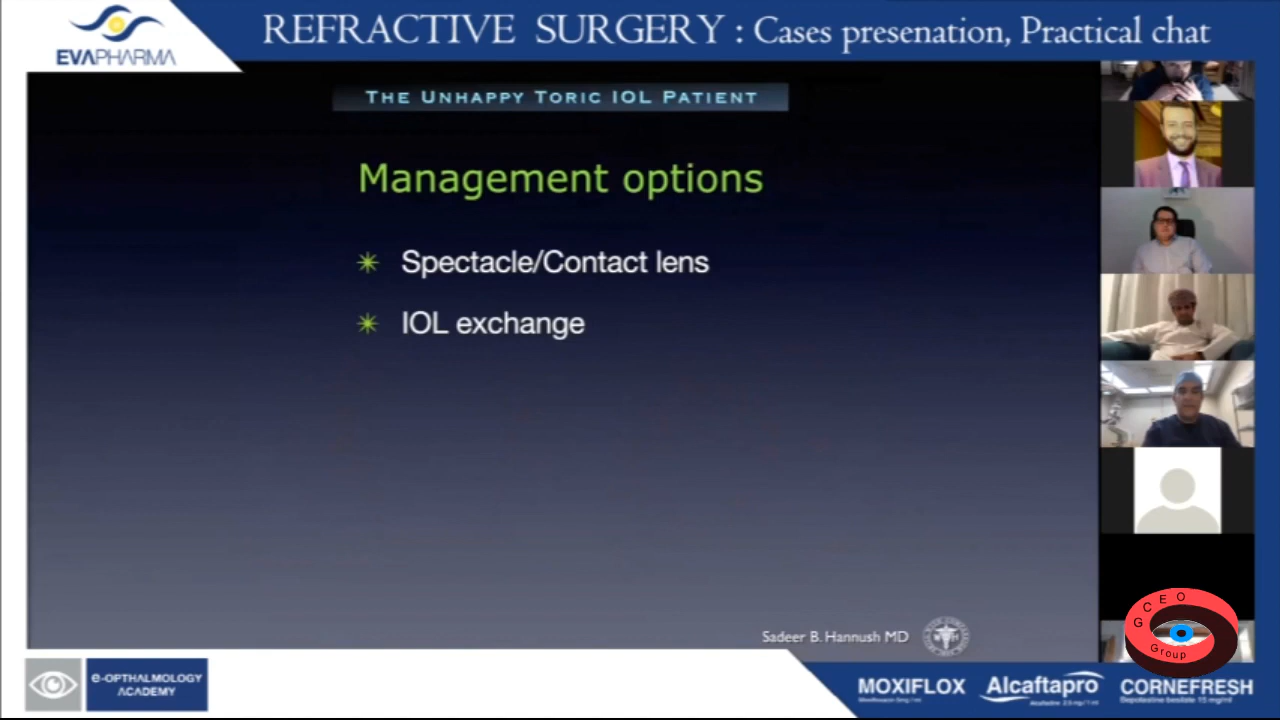 REFRACTIVE SURGERY : Cases presenation, Practical chat
EVAPHARMA
THE UNHAPPY TORIC IOL PATIENT
Management options
Spectacle/Contact lens
IOL exchange
Sadeer B. Hannush MD
GCEO
Group
e-OPTHALMOLOGY
ACADEMY
MOXIFLOX
Alcaftapro
CORNEFRESH